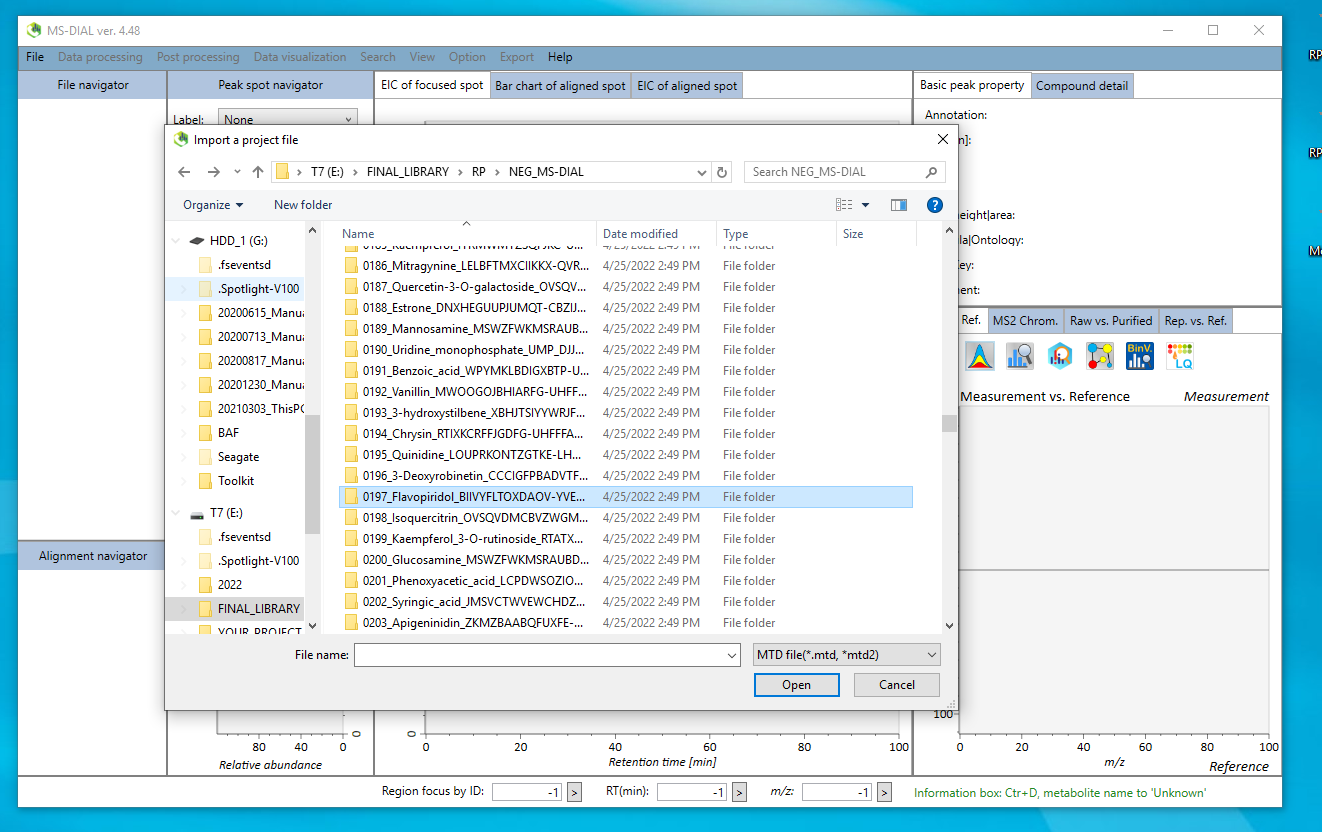 MS-DIAL ver. 4.48
File Data processing Post processing Data visualization Search View Option Export Help
File navigator
Peak spot navigator
EIC of focused spot Bar chart of aligned spot EIC of aligned spot
Basic peak property Compound detail
Label: None
Annotation:
Import a project file
n]:
T7 (E:) > FINAL_LIBRARY > RP > NEG_MS-DIAL
Search NEG_MS-DIAL
Organize New folder
eight|area:
la|Ontology:
ey:
ent:
HDD_1 (G:)
.fseventsd
.Spotlight-V100
20200615_Manu
20200713_Manu
20200817_Manu
20201230_Manu
20210303_ThisPC
BAF
Seagate
Toolkit
T7 (E:)
.fseventsd
.Spotlight-V100
2022
FINAL_LIBRARY
YOUR_PROJECT
Name Date modified Type Size
0186_Mitragynine_LELBFTMXCIIKKX-QVR... 4/25/2022 2:49 PM File folder
0187_Quercetin-3-O-galactoside_OVSQV... 4/25/2022 2:49 PM File folder
0188_Estrone_DNXHEGUUPJUMQT-CBZIJ... 4/25/2022 2:49 PM File folder
0189_Mannosamine_MSWZFWKMSRAUB... 4/25/2022 2:49 PM File folder
0190_Uridine_monophosphate_UMP_DJJ... 4/25/2022 2:49 PM File folder
0191_Benzoic_acid_WPYMKLBDIGXBTP-U... 4/25/2022 2:49 PM File folder
0192_Vanillin_MWOOGOJBHIARFG-UHFF... 4/25/2022 2:49 PM File folder
0193_3-hydroxystilbene_XBHJTSIYYWRJF... 4/25/2022 2:49 PM File folder
0194_Chrysin_RTIXKCRFFJGDFG-UHFFFA... 4/25/2022 2:49 PM File folder
0195_Quinidine_LOUPRKONTZGTKE-LH... 4/25/2022 2:49 PM File folder
0196_3-Deoxyrobinetin_CCCIGFPBADVTF... 4/25/2022 2:49 PM File folder
0197_Flavopiridol_BIIVYFLTOXDAOV-YVE... 4/25/2022 2:49 PM File folder
0198_Isoquercitrin_OVSQVDMCBVZWGM... 4/25/2022 2:49 PM File folder
0199_Kaempferol_3-O-rutinoside_RTATX... 4/25/2022 2:49 PM File folder
0200_Glucosamine_MSWZFWKMSRAUBD... 4/25/2022 2:49 PM File folder
0201_Phenoxyacetic_acid_LCPDWSOZIO... 4/25/2022 2:49 PM File folder
0202_Syringic_acid_JMSVCTWVEWCHDZ... 4/25/2022 2:49 PM File folder
0203_Apigeninidin_ZKMZBAABQFUXFE-... 4/25/2022 2:49 PM File folder
File name:
MTD file(*.mtd, *mtd2)
Open Cancel
Alignment navigator
Ref. MS2 Chrom. Raw vs. Purified Rep. vs. Ref.
BinV.
LQ
Measurement vs. Reference Measurement
100
80 40 0
0
Relative abundance
0
0 20 40 60 80 100
Retention time [min]
0 20 40 60 80 100
m/z
Reference
Region focus by ID: -1 > RT(min): -1 > m/z: -1 >
Information box: Ctr+D, metabolite name to 'Unknown'
RP
RP